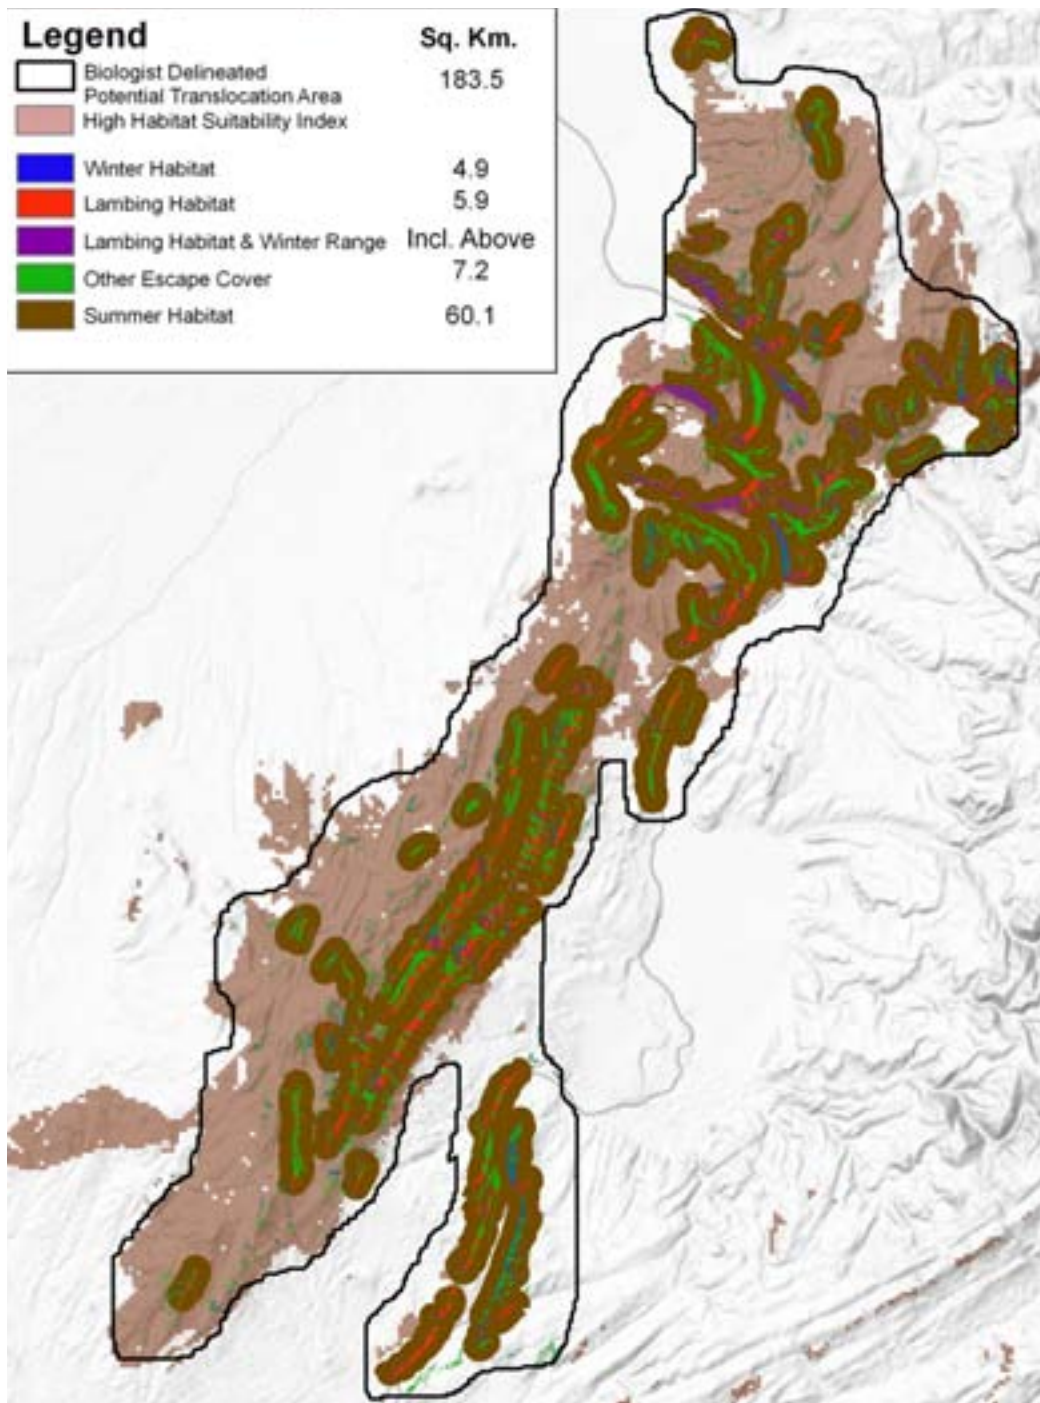 Legend Sq. Km.
Biologist Delineated 183.5
Potential Translocation Area
High Habitat Suitability Index
Winter Habitat 4.9
Lambing Habitat 5.9
Lambing Habitat & Winter Range Incl. Above
Other Escape Cover 7.2
Summer Habitat 60.1